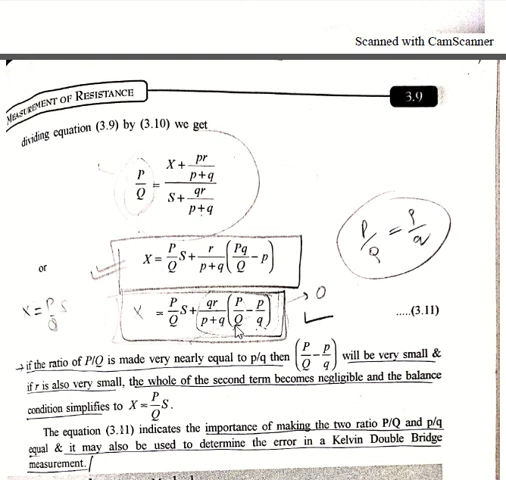 Scanned with CamScanner
MEASUREMENT OF RESISTANCE
3.9
dividing equation (3.9) by (3.10) we get
P/Q = (X + pr/(p+q)) / (S + qr/(p+q))
P/Q = P/q
or X = P/Q S + r/(p+q) (Pq/Q − p)
X = P/Q S
X = P/Q S + qr/(p+q) (P/Q − p/q) → 0 .....(3.11)
→ if the ratio of P/Q is made very nearly equal to p/q then (P/Q − p/q) will be very small &
if r is also very small, the whole of the second term becomes negligible and the balance
condition simplifies to X = P/Q S.
The equation (3.11) indicates the importance of making the two ratio P/Q and p/q
equal & it may also be used to determine the error in a Kelvin Double Bridge
measurement.